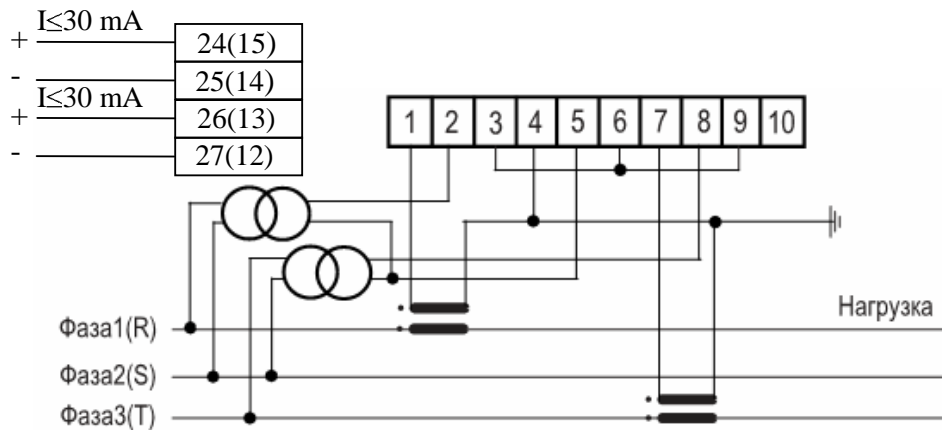 I≤30 mA
+ 24(15)
- 25(14)
I≤30 mA
+ 26(13)
- 27(12)
1 2 3 4 5 6 7 8 9 10
Нагрузка
Фаза1(R)
Фаза2(S)
Фаза3(T)